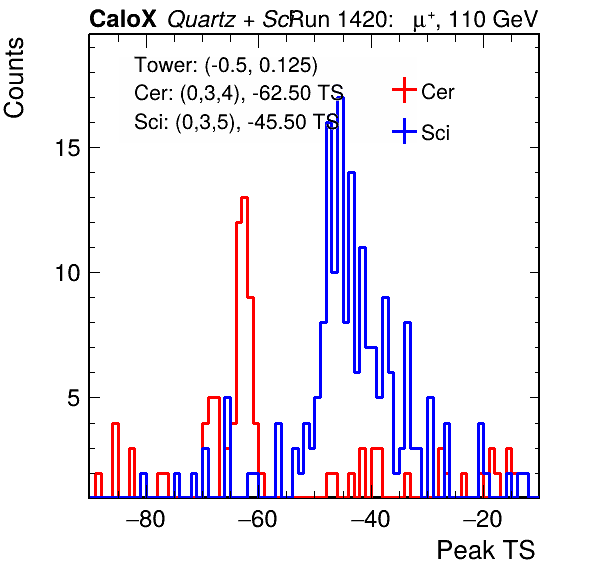 CaloX Quartz + Sci Run 1420: μ⁺, 110 GeV
Tower: (-0.5, 0.125)
Cer: (0,3,4), -62.50 TS
Sci: (0,3,5), -45.50 TS
Cer
Sci
Counts
15
10
5
−80 −60 −40 −20
Peak TS